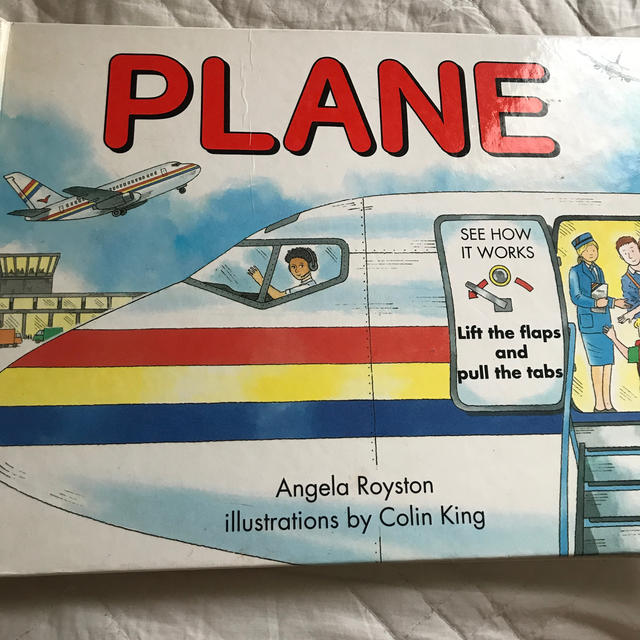 PLANE
SEE HOW
IT WORKS
Lift the flaps
and
pull the tabs
Angela Royston
illustrations by Colin King